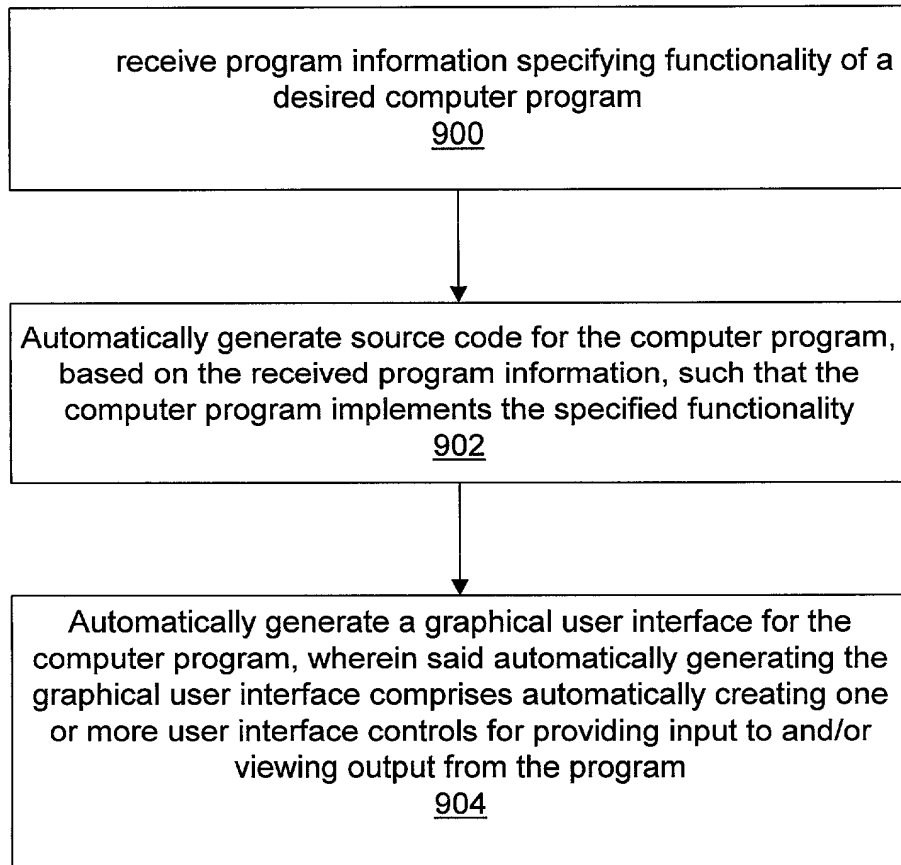 receive program information specifying functionality of a
desired computer program
900
Automatically generate source code for the computer program,
based on the received program information, such that the
computer program implements the specified functionality
902
Automatically generate a graphical user interface for the
computer program, wherein said automatically generating the
graphical user interface comprises automatically creating one
or more user interface controls for providing input to and/or
viewing output from the program
904